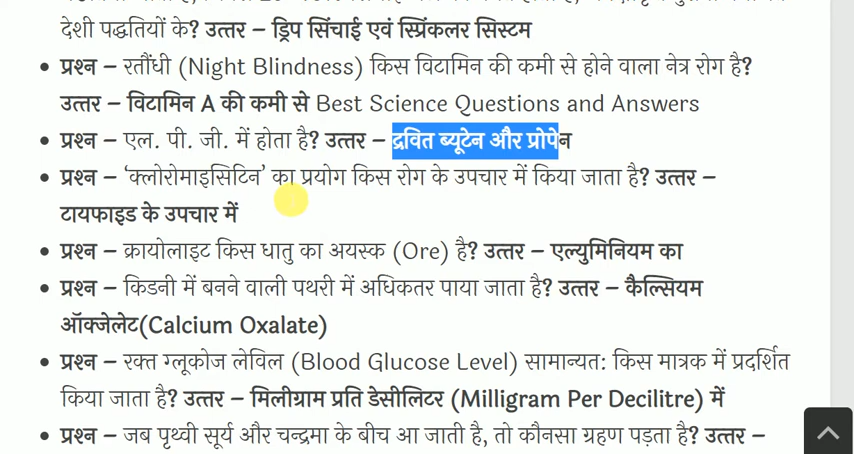 देशी पद्धतियों के? उत्तर – ड्रिप सिंचाई एवं स्प्रिंकलर सिस्टम
प्रश्न – रतौंधी (Night Blindness) किस विटामिन की कमी से होने वाला नेत्र रोग है?
उत्तर – विटामिन A की कमी से Best Science Questions and Answers
प्रश्न – एल. पी. जी. में होता है? उत्तर – द्रवित ब्यूटेन और प्रोपेन
प्रश्न – ‘क्लोरोमाइसिटिन’ का प्रयोग किस रोग के उपचार में किया जाता है? उत्तर –
टायफाइड के उपचार में
प्रश्न – क्रायोलाइट किस धातु का अयस्क (Ore) है? उत्तर – एल्युमिनियम का
प्रश्न – किडनी में बनने वाली पथरी में अधिकतर पाया जाता है? उत्तर – कैल्सियम
ऑक्जेलेट(Calcium Oxalate)
प्रश्न – रक्त ग्लूकोज लेविल (Blood Glucose Level) सामान्यत: किस मात्रक में प्रदर्शित
किया जाता है? उत्तर – मिलीग्राम प्रति डेसीलिटर (Milligram Per Decilitre) में
प्रश्न – जब पृथ्वी सूर्य और चन्द्रमा के बीच आ जाती है, तो कौनसा ग्रहण पड़ता है? उत्तर –